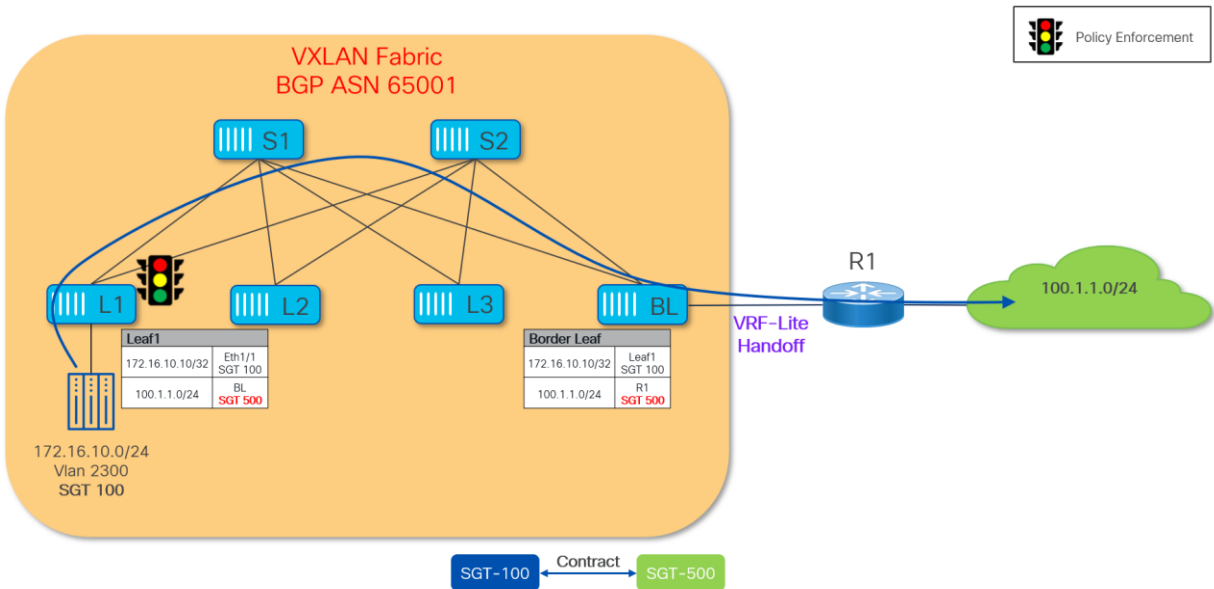 Policy Enforcement
VXLAN Fabric
BGP ASN 65001
S1
S2
L1
L2
L3
BL
R1
100.1.1.0/24
VRF-Lite
Handoff
Leaf1
172.16.10.10/32
Eth1/1
SGT 100
100.1.1.0/24
BL
SGT 500
Border Leaf
172.16.10.10/32
Leaf1
SGT 100
100.1.1.0/24
R1
SGT 500
172.16.10.0/24
Vlan 2300
SGT 100
SGT-100
Contract
SGT-500